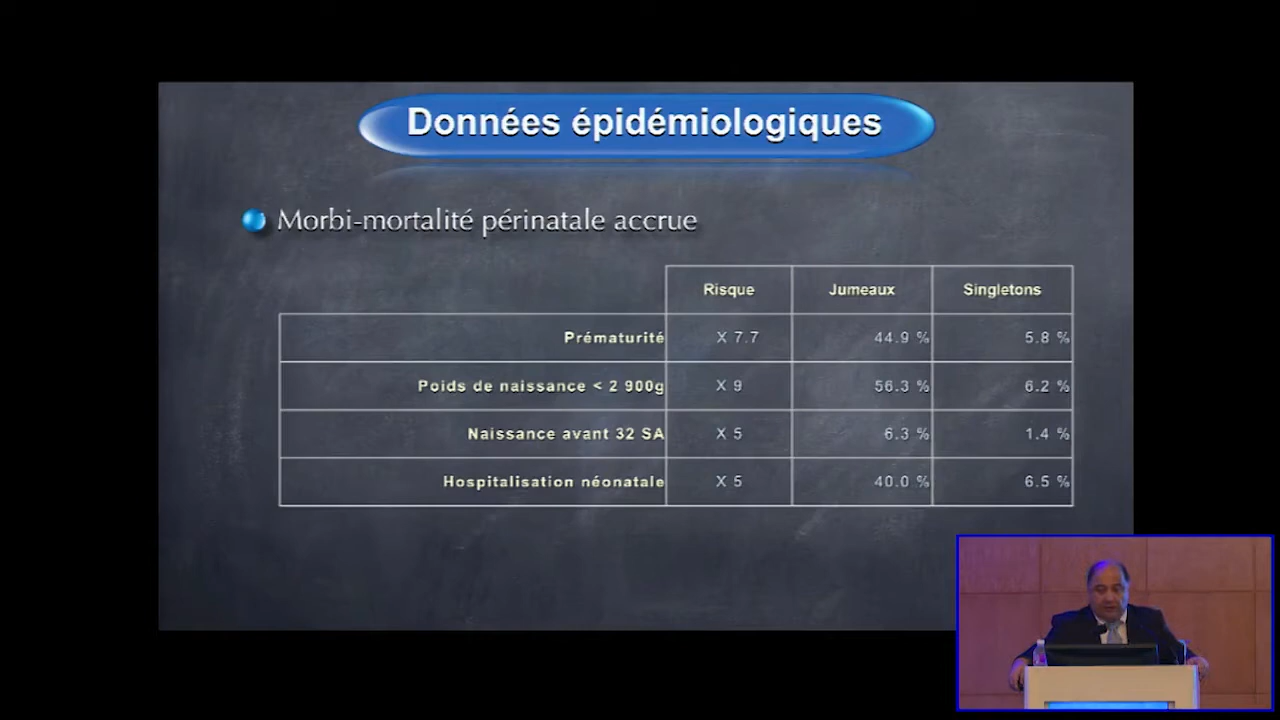 Données épidémiologiques
Morbi-mortalité périnatale accrue
Risque Jumeaux Singletons
Prématurité X 7.7 44.9 % 5.8 %
Poids de naissance < 2 900g X 9 56.3 % 6.2 %
Naissance avant 32 SA X 5 6.3 % 1.4 %
Hospitalisation néonatale X 5 40.0 % 6.5 %